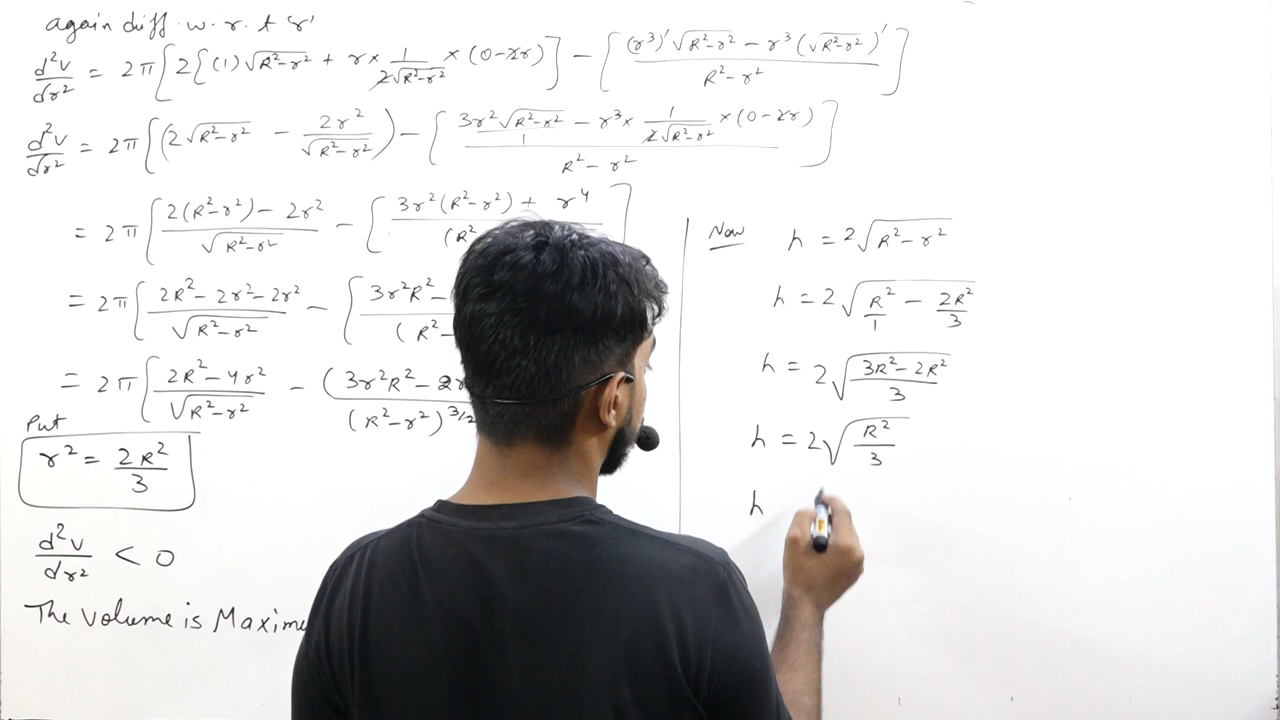 again diff. w. r. t 'r'
d²v/dr² = 2π[2{(1)√(R²-r²) + r × 1/(2√(R²-r²)) × (0-2r)] - [((r³)'√(R²-r²) - r³(√(R²-r²))')/(R²-r²)]
d²v/dr² = 2π[(2√(R²-r²) - 2r²/√(R²-r²)) - [(3r²√(R²-r²)/1 - r³ × 1/(2√(R²-r²)) × (0-2r))/(R²-r²)]
= 2π[(2(R²-r²) - 2r²)/√(R²-r²) - [(3r²(R²-r²) + r⁴)/(R²
= 2π[(2R² - 2r² - 2r²)/√(R²-r²) - [(3r²R² -)/(R²-
= 2π[(2R² - 4r²)/√(R²-r²) - (3r²R² - 2r)/(R²-r²)^(3/2)
Put
r² = 2R²/3
d²v/dr² < 0
The volume is Maximu
Now h = 2√(R²-r²)
h = 2√(R²/1 - 2R²/3)
h = 2√((3R²-2R²)/3)
h = 2√(R²/3)
h